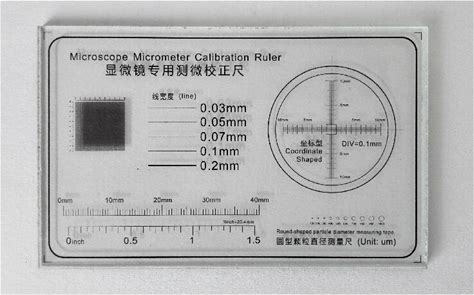 Microscope Micrometer Calibration Ruler
显微镜专用测微校正尺
线宽度 (line)
0.03mm
0.05mm
0.07mm
0.1mm
0.2mm
坐标型
Coordinate
Shaped
DIV=0.1mm
0mm 10mm 20mm 30mm 40mm
1inch=25.4mm
0inch 0.5 1 1.5
Round-shaped particle diameter measuring tape
圆型颗粒直径测量尺 (Unit: um)